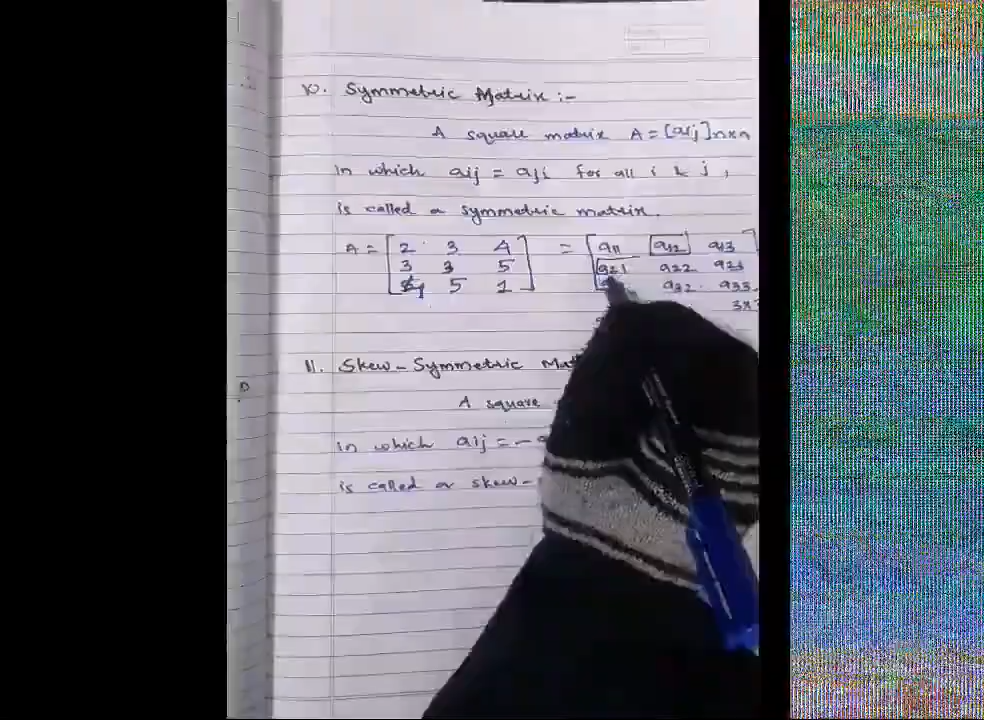 10. Symmetric Matrix :-
A square matrix A = [aij]n×n
in which aij = aji for all i & j,
is called a symmetric matrix.
A = [2 3 4 = [a11 a12 a13]
3 3 5 a21 a22 a23
4 5 1] a32 a33
3×3
11. Skew-Symmetric
A square
in which aij = -
is called a skew-